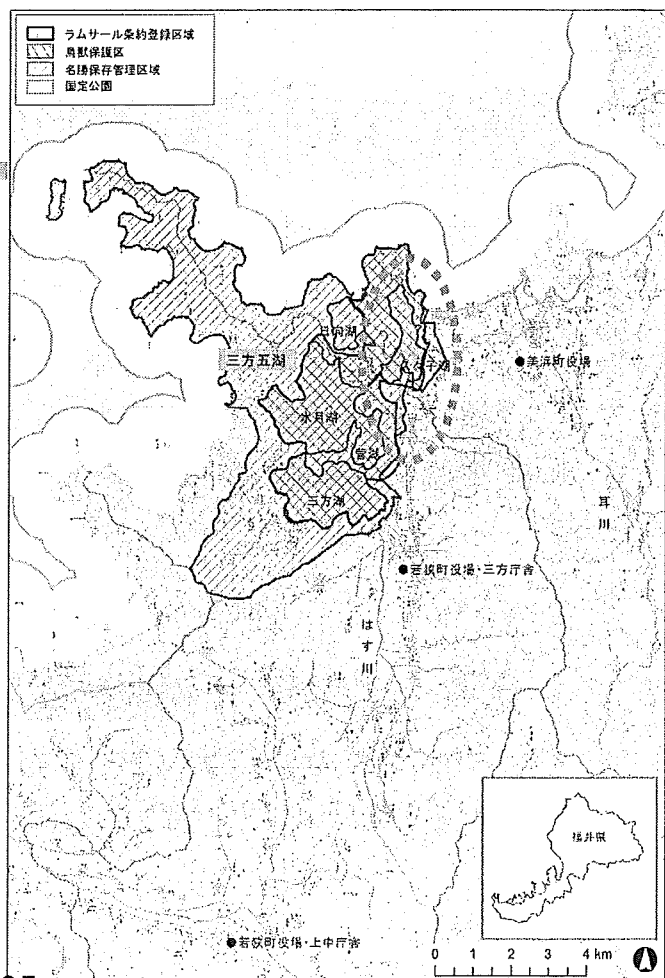 ラムサール条約登録区域
鳥獣保護区
名勝保存管理区域
国定公園
日向湖
三方五湖
久々子湖
美浜町役場
水月湖
菅湖
三方湖
耳川
若狭町役場・三方庁舎
はす川
福井県
若狭町役場・上中庁舎
0 1 2 3 4 km